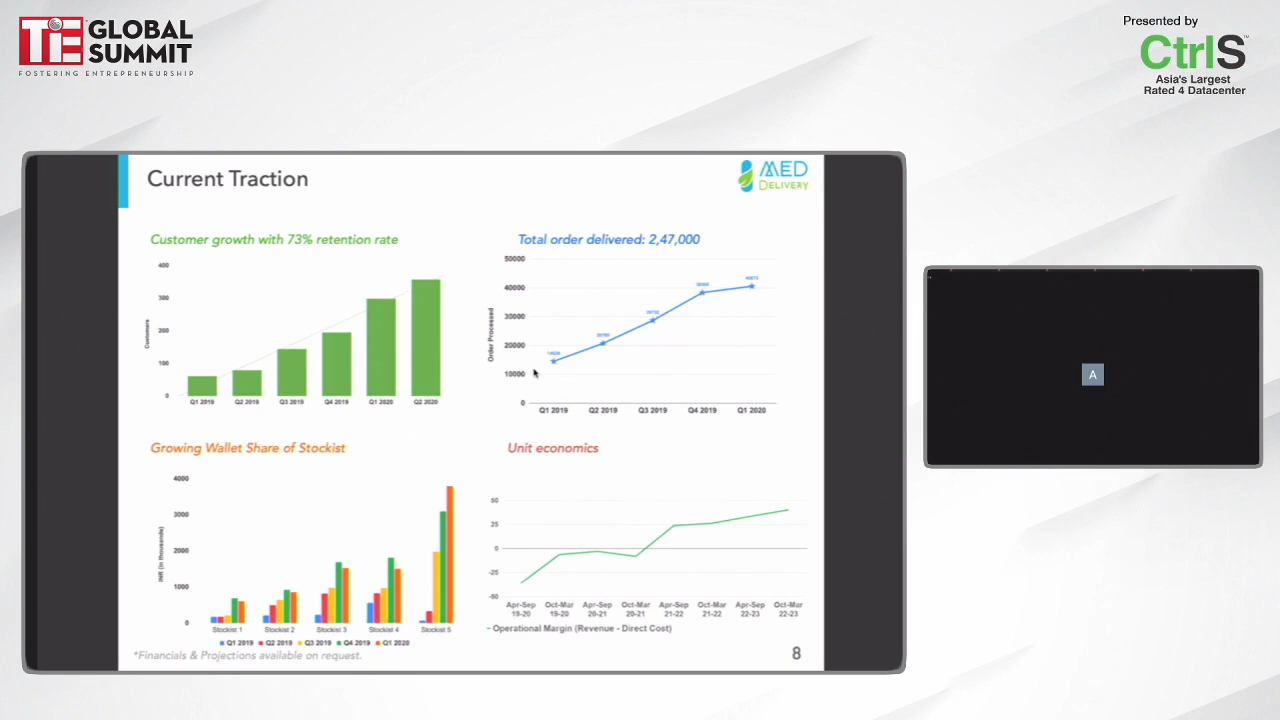 TiE GLOBAL
SUMMIT
FOSTERING ENTREPRENEURSHIP
Presented by
CtrlS™
Asia's Largest
Rated 4 Datacenter
Current Traction
MED
DELIVERY
Customer growth with 73% retention rate
400
300
200
100
0
Customers
Q1 2019 Q2 2019 Q3 2019 Q4 2019 Q1 2020 Q2 2020
Total order delivered: 2,47,000
50000
40000
30000
20000
10000
0
Order Processed
Q1 2019 Q2 2019 Q3 2019 Q4 2019 Q1 2020
A
Growing Wallet Share of Stockist
4000
3000
2000
1000
0
INR (in thousands)
Stockist 1 Stockist 2 Stockist 3 Stockist 4 Stockist 5
Q1 2019 Q2 2019 Q3 2019 Q4 2019 Q1 2020
Unit economics
50
25
0
-25
-50
Apr-Sep Oct-Mar Apr-Sep Oct-Mar Apr-Sep Oct-Mar Apr-Sep Oct-Mar
19-20 19-20 20-21 20-21 21-22 21-22 22-23 22-23
- Operational Margin (Revenue - Direct Cost)
*Financials & Projections available on request.
8